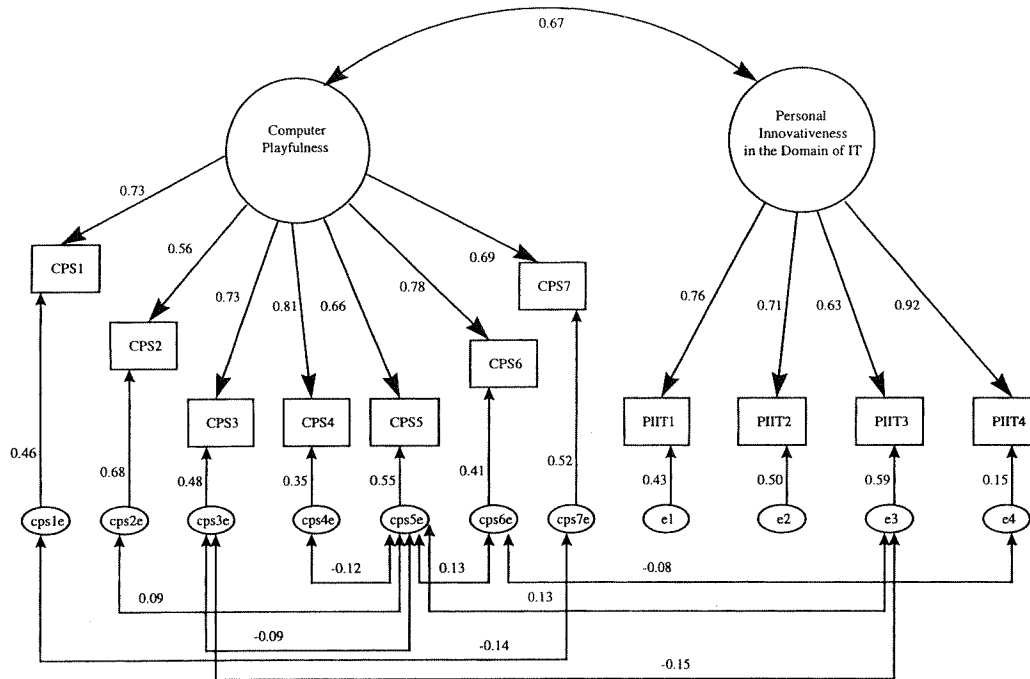 0.67
Computer
Playfulness
Personal
Innovativeness
in the Domain of IT
0.73
0.56
0.73
0.81
0.66
0.78
0.69
0.76
0.71
0.63
0.92
CPS1
CPS7
CPS2
CPS6
CPS3
CPS4
CPS5
PIIT1
PIIT2
PIIT3
PIIT4
0.46
0.68
0.48
0.35
0.55
0.41
0.52
0.43
0.50
0.59
0.15
cps1e
cps2e
cps3e
cps4e
cps5e
cps6e
cps7e
e1
e2
e3
e4
-0.12
0.13
-0.08
0.09
0.13
-0.09
-0.14
-0.15